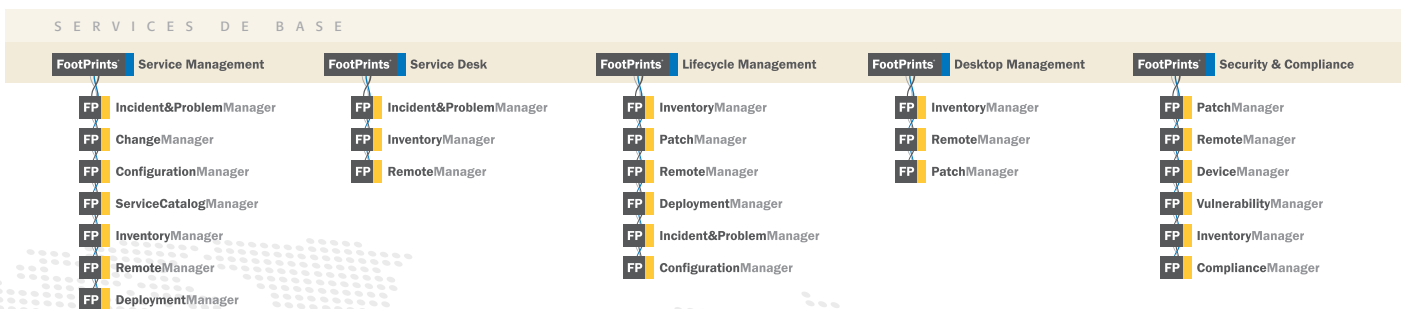 SERVICES DE BASE
FootPrints Service Management
FP Incident&ProblemManager
FP ChangeManager
FP ConfigurationManager
FP ServiceCatalogManager
FP InventoryManager
FP RemoteManager
FP DeploymentManager
FootPrints Service Desk
FP Incident&ProblemManager
FP InventoryManager
FP RemoteManager
FootPrints Lifecycle Management
FP InventoryManager
FP PatchManager
FP RemoteManager
FP DeploymentManager
FP Incident&ProblemManager
FP ConfigurationManager
FootPrints Desktop Management
FP InventoryManager
FP RemoteManager
FP PatchManager
FootPrints Security & Compliance
FP PatchManager
FP RemoteManager
FP DeviceManager
FP VulnerabilityManager
FP InventoryManager
FP ComplianceManager